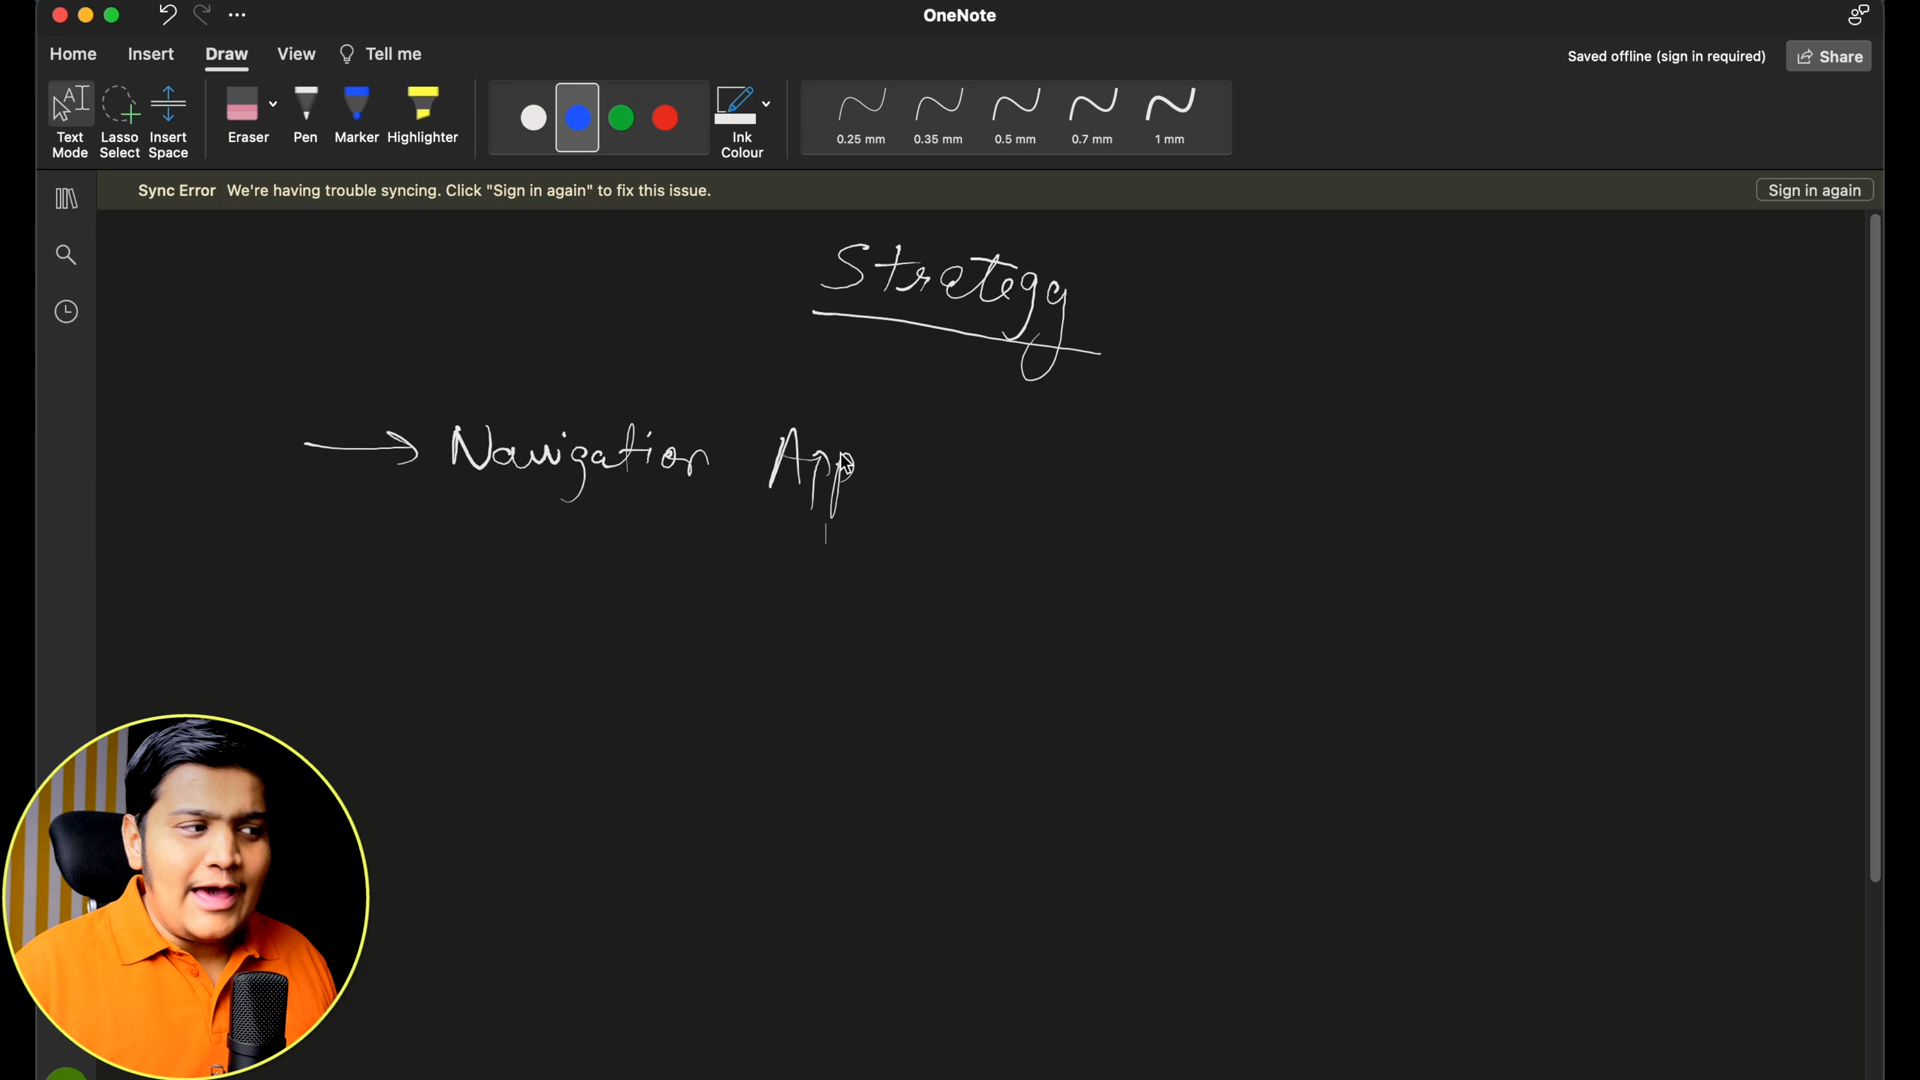 OneNote
Home Insert Draw View Tell me
Saved offline (sign in required) Share
Text Mode
Lasso Select
Insert Space
Eraser
Pen
Marker
Highlighter
Ink Colour
0.25 mm 0.35 mm 0.5 mm 0.7 mm 1 mm
Sync Error We're having trouble syncing. Click "Sign in again" to fix this issue. Sign in again
Strategy
→ Navigation App